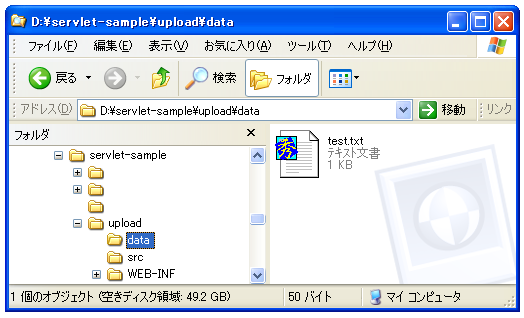 D:¥servlet-sample¥upload¥data
ファイル(F) 編集(E) 表示(V) お気に入り(A) ツール(T) ヘルプ(H)
戻る 検索 フォルダ
アドレス(D) D:¥servlet-sample¥upload¥data 移動 リンク
フォルダ
servlet-sample
upload
data
src
WEB-INF
秀
test.txt
テキスト文書
1 KB
1 個のオブジェクト (空きディスク領域: 49.2 GB) 50 バイト マイ コンピュータ